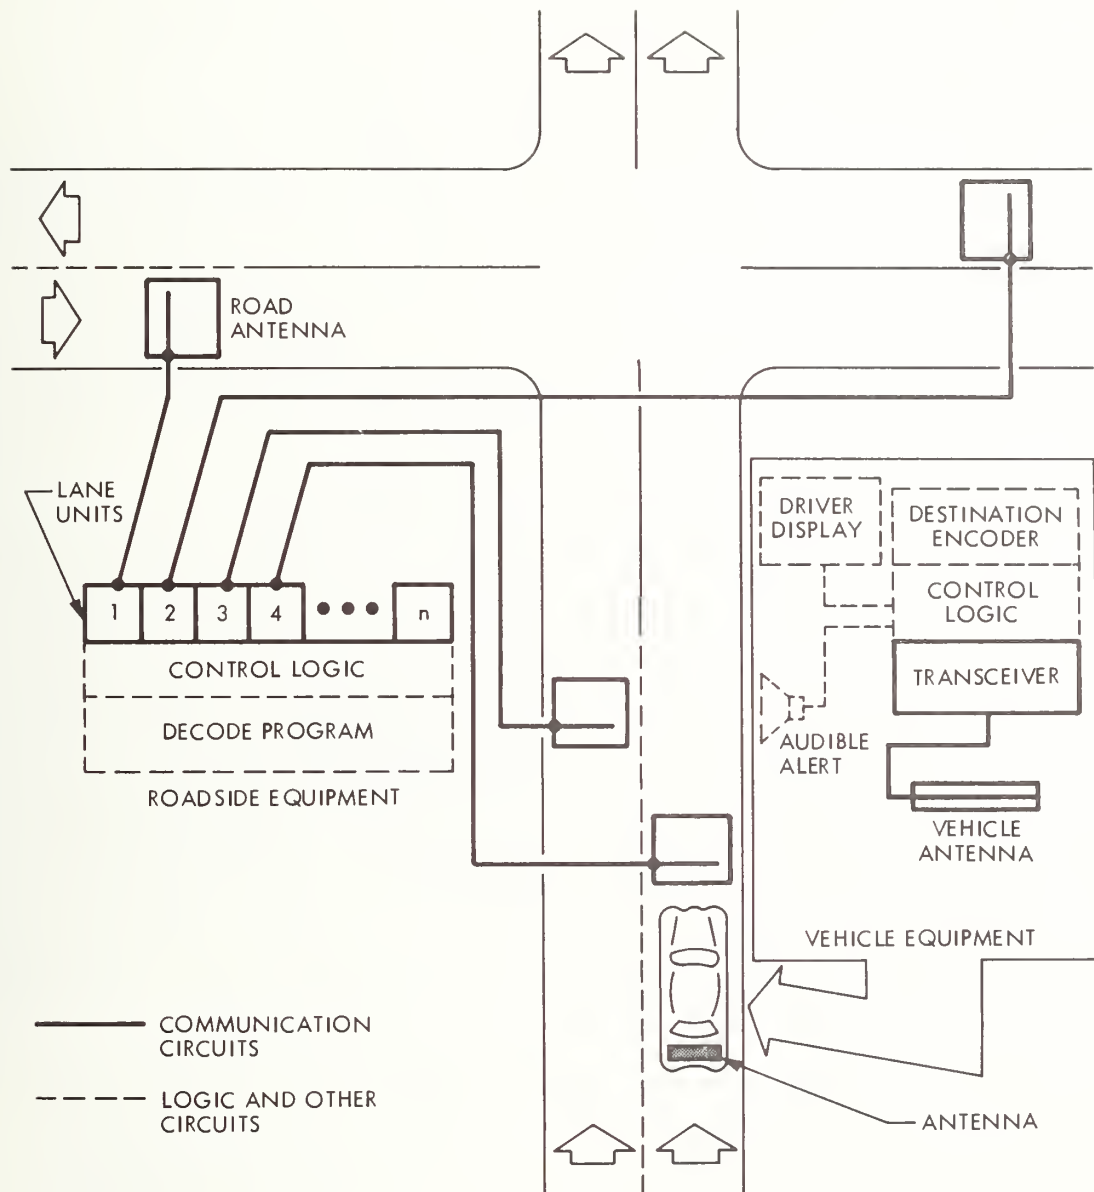 ROAD
ANTENNA
LANE
UNITS
1 2 3 4 n
CONTROL LOGIC
DECODE PROGRAM
ROADSIDE EQUIPMENT
DRIVER
DISPLAY
DESTINATION
ENCODER
CONTROL
LOGIC
TRANSCEIVER
AUDIBLE
ALERT
VEHICLE
ANTENNA
VEHICLE EQUIPMENT
COMMUNICATION
CIRCUITS
LOGIC AND OTHER
CIRCUITS
ANTENNA